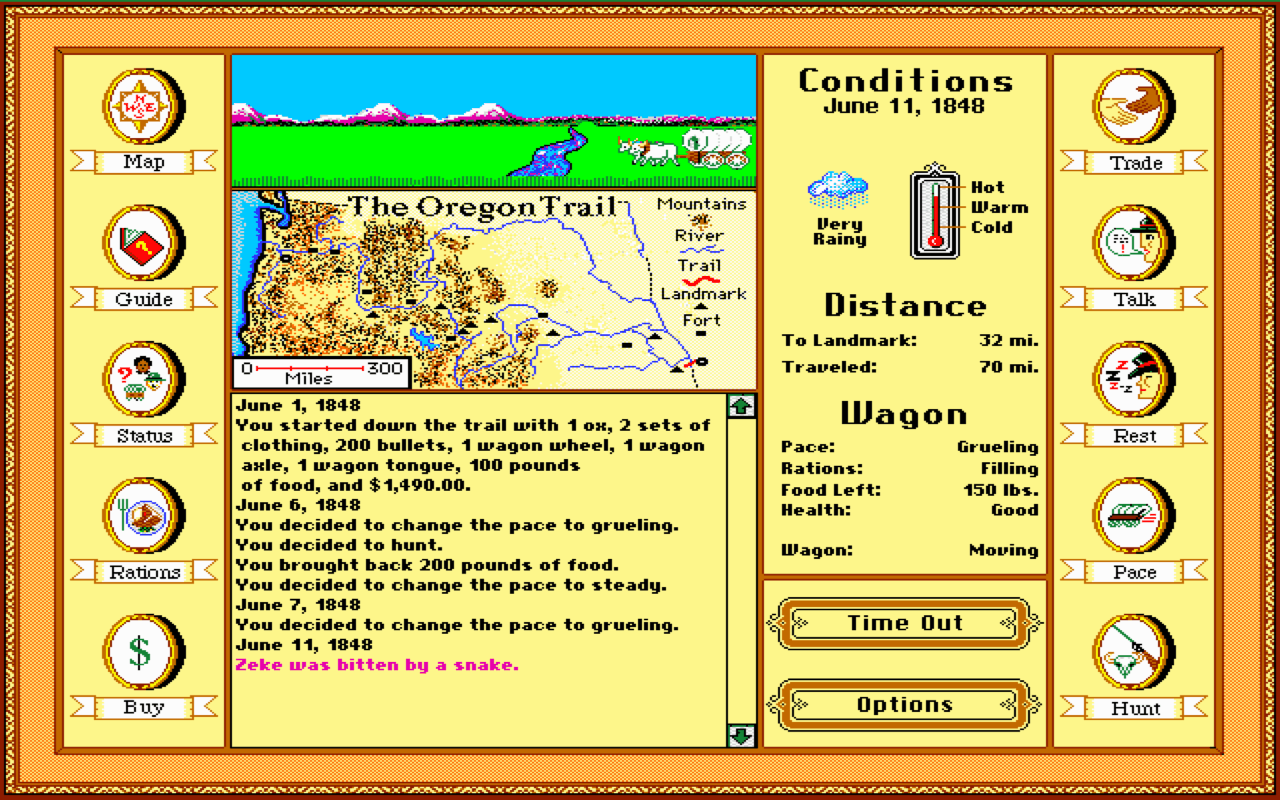 Map
Guide
Status
Rations
Buy
The Oregon Trail
Mountains
River
Trail
Landmark
Fort
0 300
Miles
June 1, 1848
You started down the trail with 1 ox, 2 sets of
clothing, 200 bullets, 1 wagon wheel, 1 wagon
axle, 1 wagon tongue, 100 pounds
of food, and $1,490.00.
June 6, 1848
You decided to change the pace to grueling.
You decided to hunt.
You brought back 200 pounds of food.
You decided to change the pace to steady.
June 7, 1848
You decided to change the pace to grueling.
June 11, 1848
Zeke was bitten by a snake.
Conditions
June 11, 1848
Very
Rainy
Hot
Warm
Cold
Distance
To Landmark: 32 mi.
Traveled: 70 mi.
Wagon
Pace: Grueling
Rations: Filling
Food Left: 150 lbs.
Health: Good
Wagon: Moving
Time Out
Options
Trade
Talk
Rest
Pace
Hunt
N
W E
S
?
?
$
Z
Z
Z
Z-Z